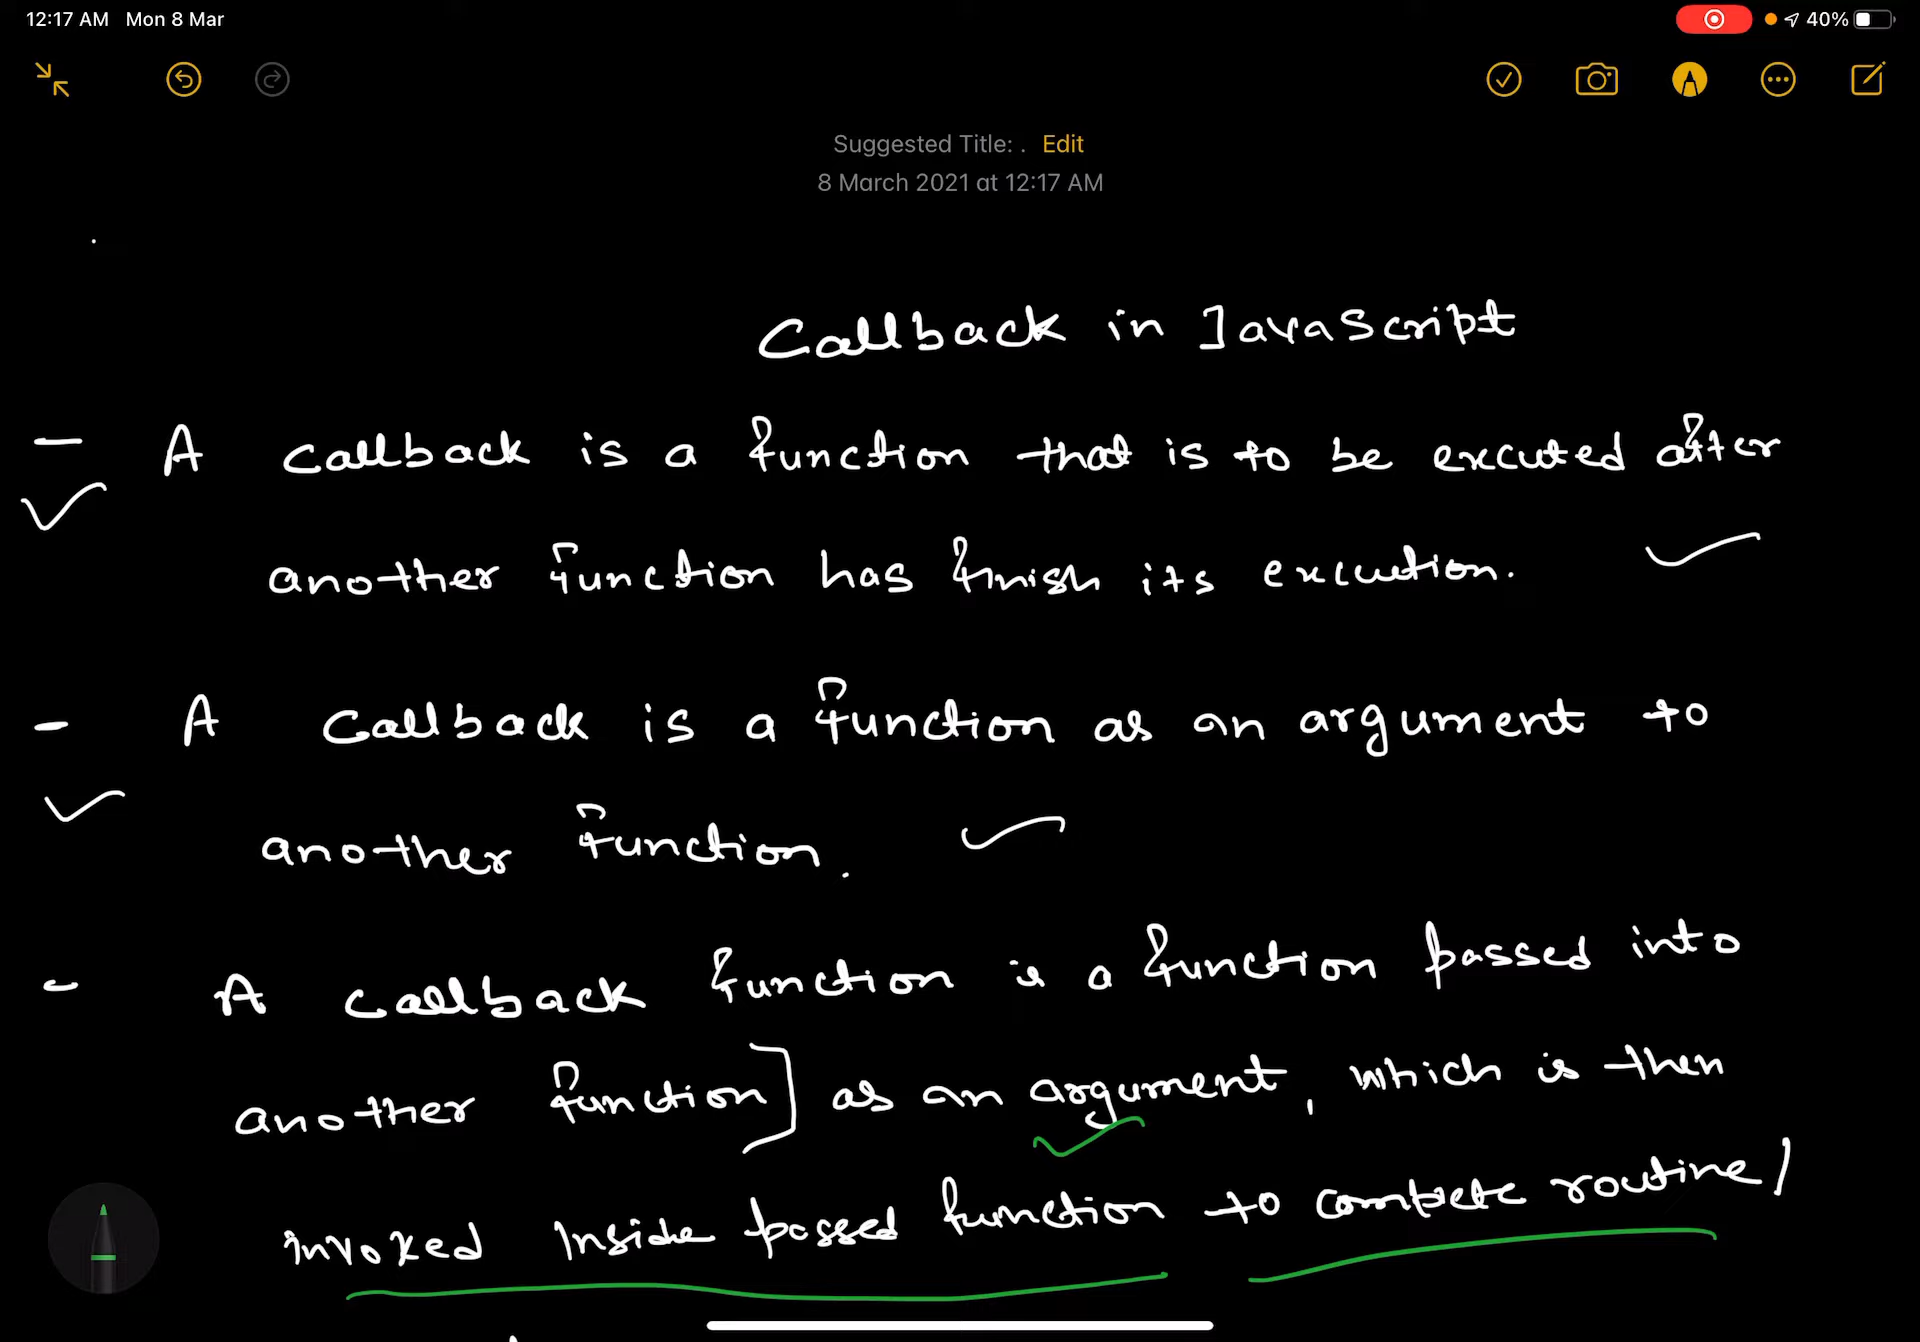 12:17 AM Mon 8 Mar
40%
Suggested Title: . Edit
8 March 2021 at 12:17 AM
Callback in JavaScript
- A callback is a function that is to be executed after
another function has finish its execution.
- A callback is a function as an argument to
another function.
- A callback function is a function passed into
another function] as an argument, which is then
invoked inside passed function to complete routine/